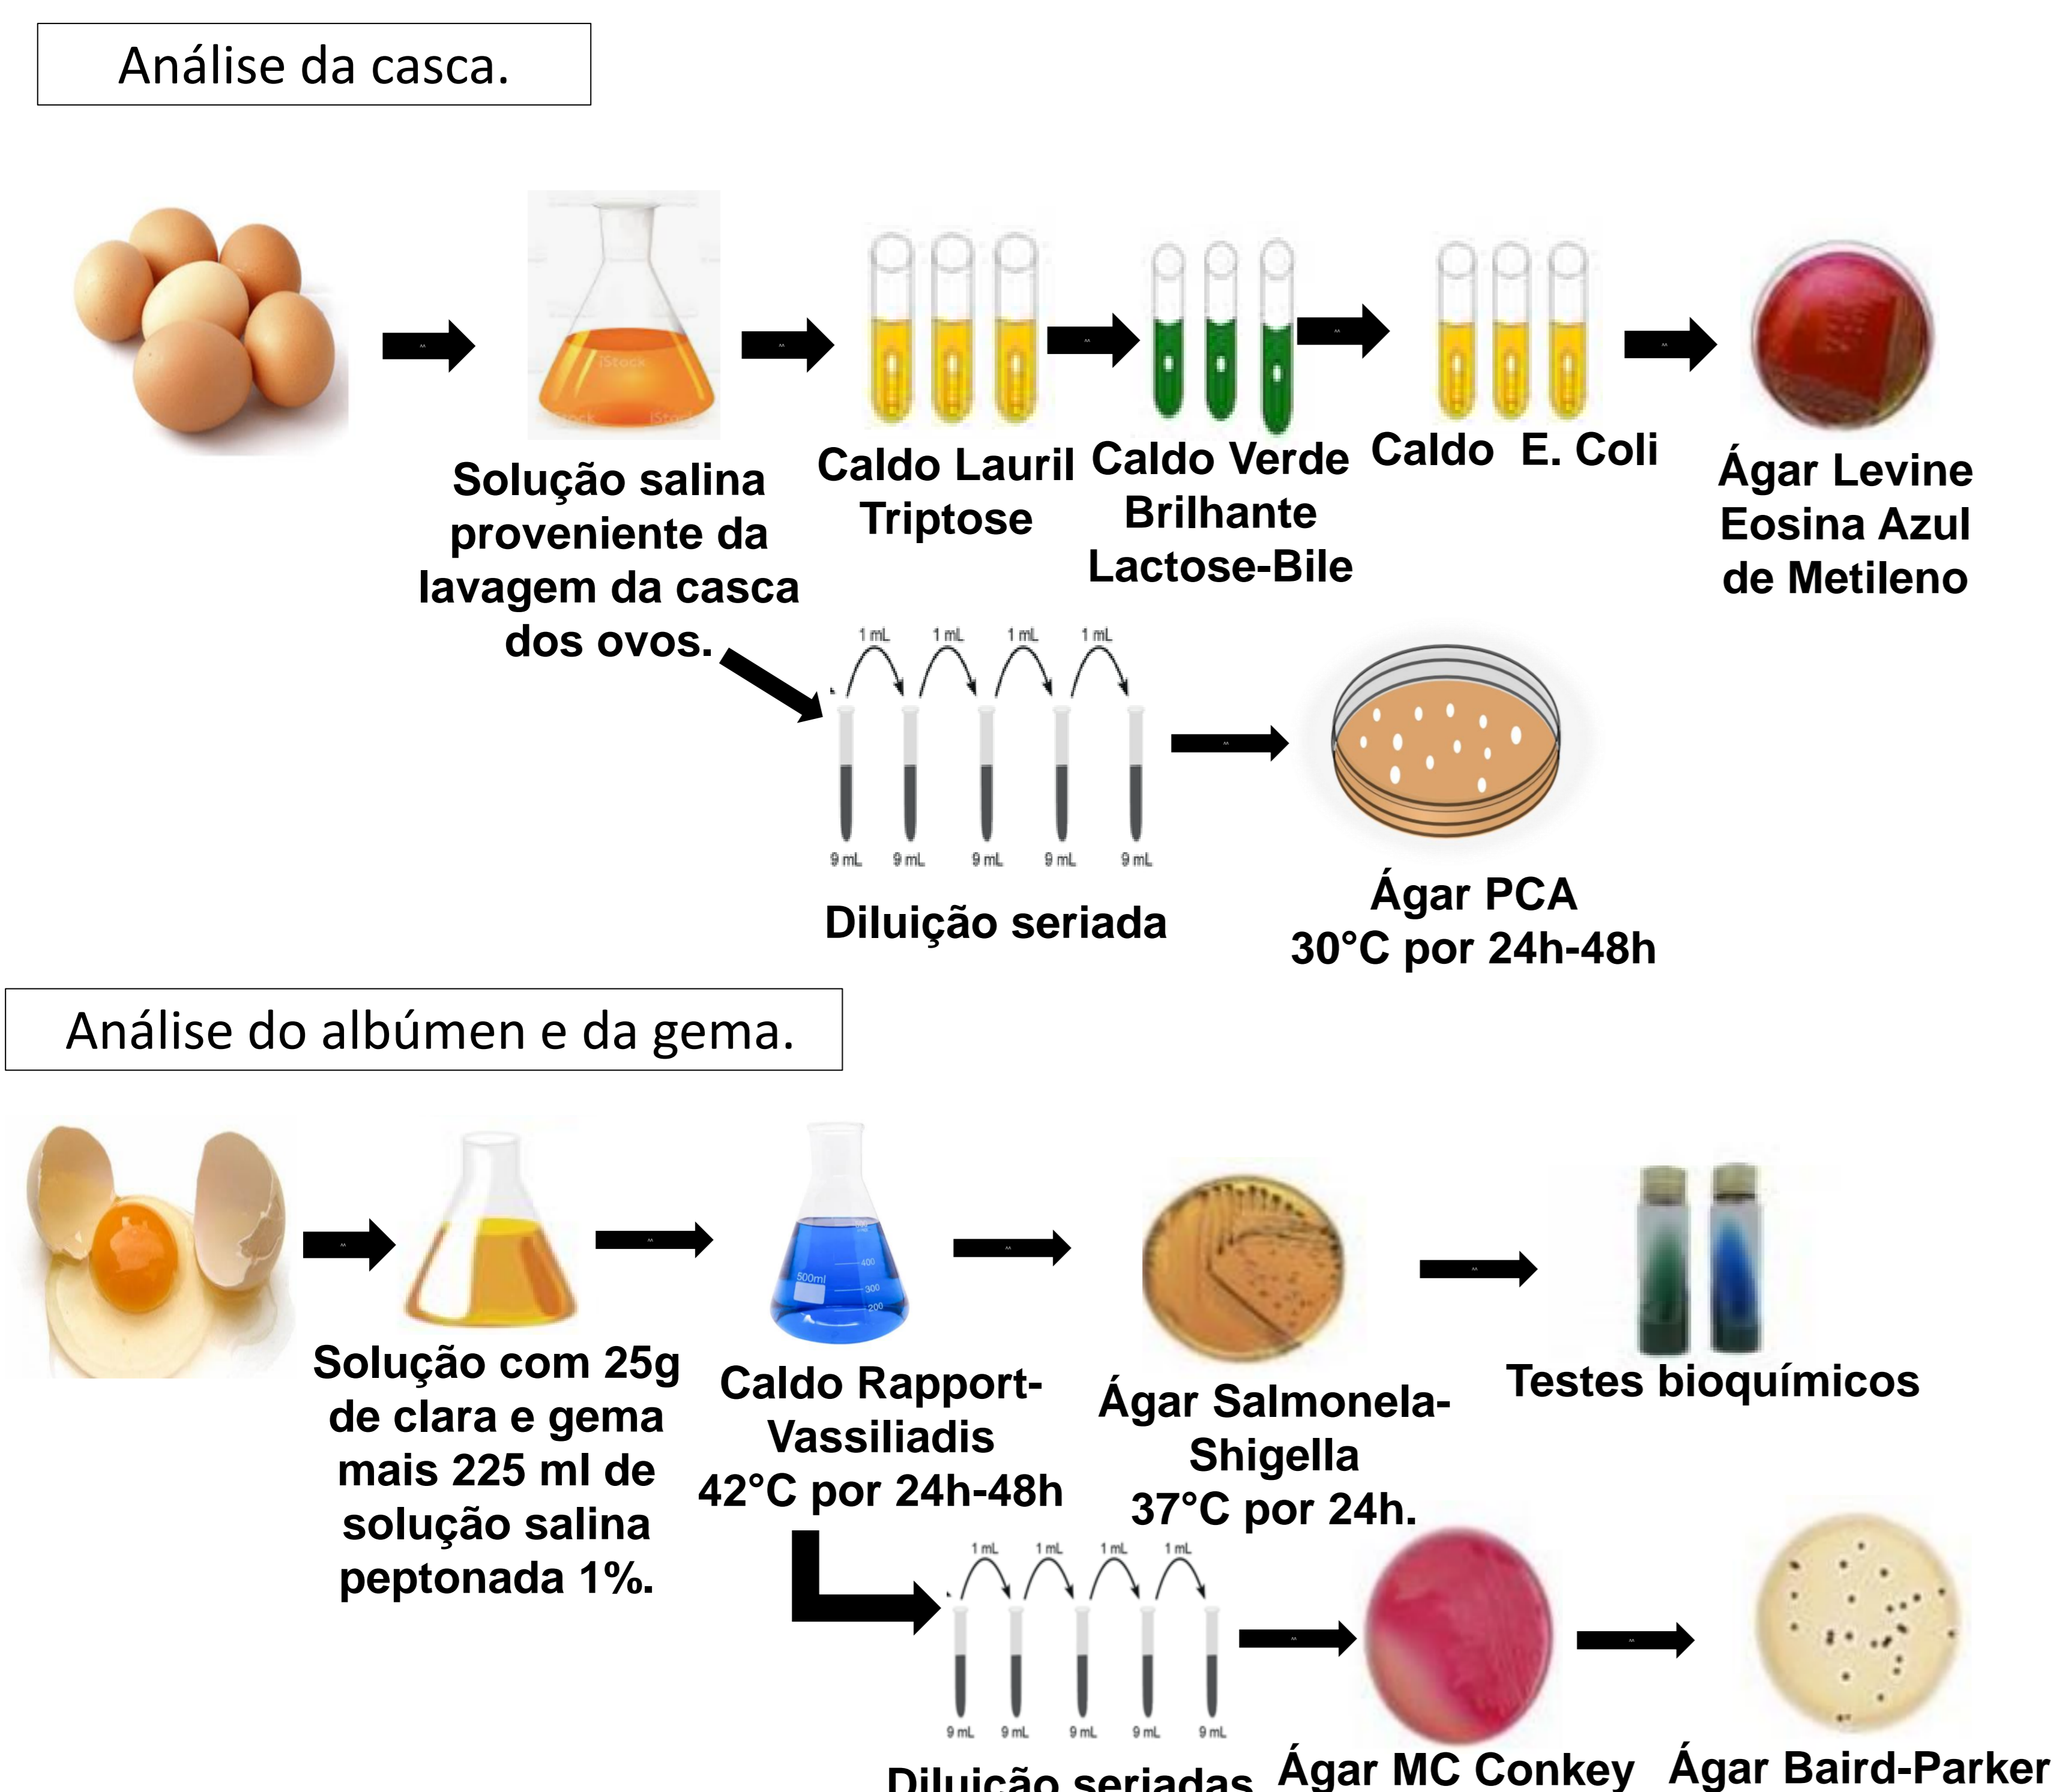 Análise da casca.
iStock
iStock
Solução salina
proveniente da
lavagem da casca
dos ovos.
Caldo Lauril
Triptose
Caldo Verde
Brilhante
Lactose-Bile
Caldo E. Coli
Ágar Levine
Eosina Azul
de Metileno
1 mL 1 mL 1 mL 1 mL
9 mL 9 mL 9 mL 9 mL 9 mL
Diluição seriada
Ágar PCA
30°C por 24h-48h
Análise do albúmen e da gema.
Solução com 25g
de clara e gema
mais 225 ml de
solução salina
peptonada 1%.
500ml
400
300
200
Caldo Rapport-
Vassiliadis
42°C por 24h-48h
Ágar Salmonela-
Shigella
37°C por 24h.
Testes bioquímicos
1 mL 1 mL 1 mL 1 mL
9 mL 9 mL 9 mL 9 mL 9 mL
Diluição seriadas
Ágar MC Conkey
Ágar Baird-Parker